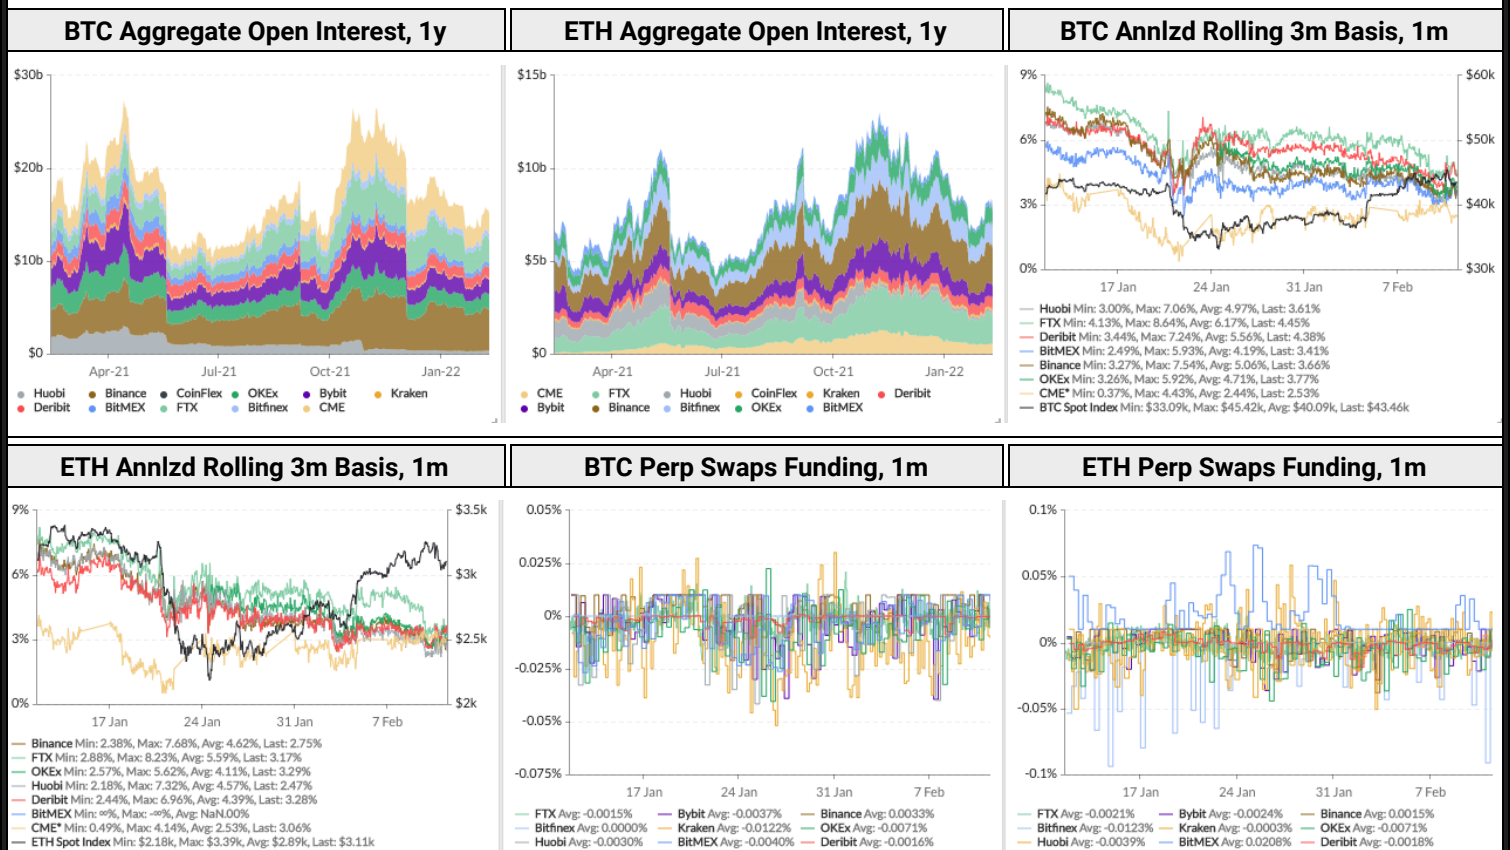 BTC Aggregate Open Interest, 1y
$30b
$20b
$10b
$0
Apr-21 Jul-21 Oct-21 Jan-22
Huobi Binance CoinFlex OKEx Bybit Kraken
Deribit BitMEX FTX Bitfinex CME
ETH Aggregate Open Interest, 1y
$15b
$10b
$5b
$0
Apr-21 Jul-21 Oct-21 Jan-22
CME FTX Huobi CoinFlex Kraken Deribit
Bybit Binance Bitfinex OKEx BitMEX
BTC Annlzd Rolling 3m Basis, 1m
9% $60k
6% $50k
3% $40k
0% $30k
17 Jan 24 Jan 31 Jan 7 Feb
Huobi Min: 3.00%, Max: 7.06%, Avg: 4.97%, Last: 3.61%
FTX Min: 4.13%, Max: 8.64%, Avg: 6.17%, Last: 4.45%
Deribit Min: 3.44%, Max: 7.24%, Avg: 5.56%, Last: 4.38%
BitMEX Min: 2.49%, Max: 5.93%, Avg: 4.19%, Last: 3.41%
Binance Min: 3.27%, Max: 7.54%, Avg: 5.06%, Last: 3.66%
OKEx Min: 3.26%, Max: 5.92%, Avg: 4.71%, Last: 3.77%
CME* Min: 0.37%, Max: 4.43%, Avg: 2.44%, Last: 2.53%
BTC Spot Index Min: $33.09k, Max: $45.42k, Avg: $40.09k, Last: $43.46k
ETH Annlzd Rolling 3m Basis, 1m
9% $3.5k
6% $3k
3% $2.5k
0% $2k
17 Jan 24 Jan 31 Jan 7 Feb
Binance Min: 2.38%, Max: 7.68%, Avg: 4.62%, Last: 2.75%
FTX Min: 2.88%, Max: 8.23%, Avg: 5.59%, Last: 3.17%
OKEx Min: 2.57%, Max: 5.62%, Avg: 4.11%, Last: 3.29%
Huobi Min: 2.18%, Max: 7.32%, Avg: 4.57%, Last: 2.47%
Deribit Min: 2.44%, Max: 6.96%, Avg: 4.39%, Last: 3.28%
BitMEX Min: ∞%, Max: -∞%, Avg: NaN.00%
CME* Min: 0.49%, Max: 4.14%, Avg: 2.53%, Last: 3.06%
ETH Spot Index Min: $2.18k, Max: $3.39k, Avg: $2.89k, Last: $3.11k
BTC Perp Swaps Funding, 1m
0.05%
0.025%
0%
-0.025%
-0.05%
-0.075%
17 Jan 24 Jan 31 Jan 7 Feb
FTX Avg: -0.0015% Bybit Avg: -0.0037% Binance Avg: 0.0033%
Bitfinex Avg: 0.0000% Kraken Avg: -0.0122% OKEx Avg: -0.0071%
Huobi Avg: -0.0030% BitMEX Avg: -0.0040% Deribit Avg: -0.0016%
ETH Perp Swaps Funding, 1m
0.1%
0.05%
0%
-0.05%
-0.1%
17 Jan 24 Jan 31 Jan 7 Feb
FTX Avg: -0.0021% Bybit Avg: -0.0024% Binance Avg: 0.0015%
Bitfinex Avg: -0.0123% Kraken Avg: -0.0003% OKEx Avg: -0.0071%
Huobi Avg: -0.0039% BitMEX Avg: 0.0208% Deribit Avg: -0.0018%